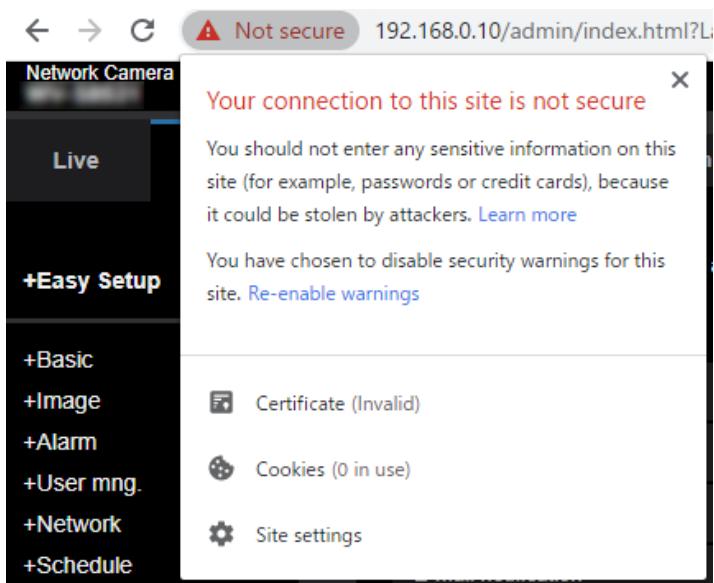 Not secure 192.168.0.10/admin/index.html?L
Network Camera
Your connection to this site is not secure
Live
You should not enter any sensitive information on this
site (for example, passwords or credit cards), because
it could be stolen by attackers. Learn more
You have chosen to disable security warnings for this
site. Re-enable warnings
+Easy Setup
+Basic
+Image
Certificate (Invalid)
+Alarm
Cookies (0 in use)
+User mng.
+Network
Site settings
+Schedule